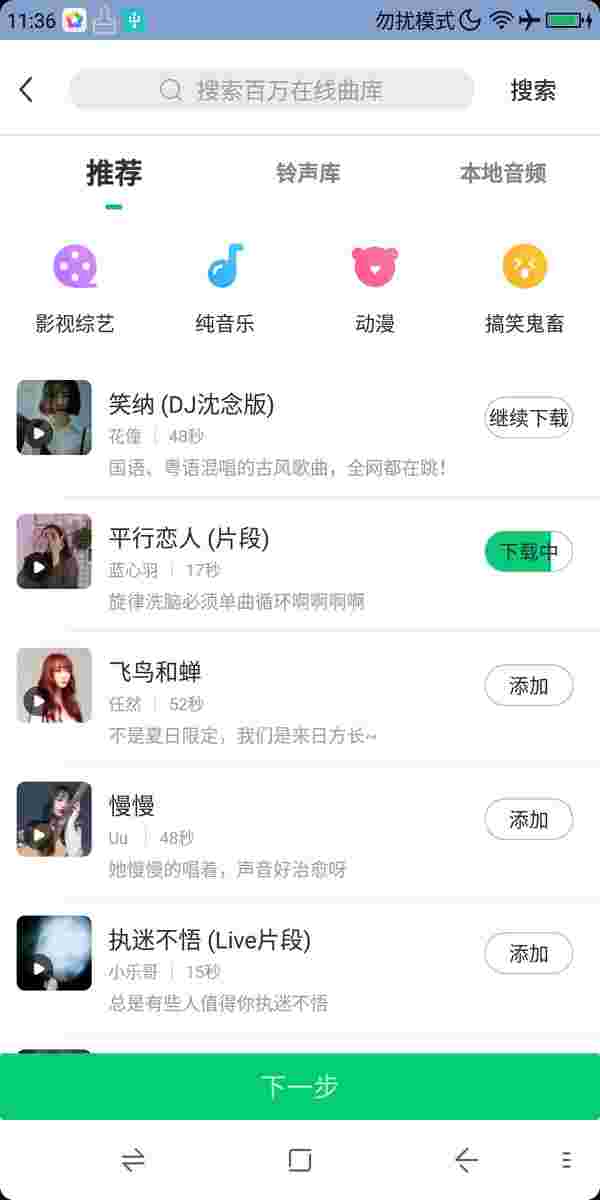 11:36
勿扰模式
搜索百万在线曲库
搜索
推荐
铃声库
本地音频
影视综艺
纯音乐
动漫
搞笑鬼畜
笑纳 (DJ沈念版)
花僮 | 48秒
国语、粤语混唱的古风歌曲，全网都在跳！
继续下载
平行恋人 (片段)
蓝心羽 | 17秒
旋律洗脑必须单曲循环啊啊啊啊
下载中
飞鸟和蝉
任然 | 52秒
不是夏日限定，我们是来日方长~
添加
慢慢
Uu | 48秒
她慢慢的唱着，声音好治愈呀
添加
执迷不悟 (Live片段)
小乐哥 | 15秒
总是有些人值得你执迷不悟
添加
下一步